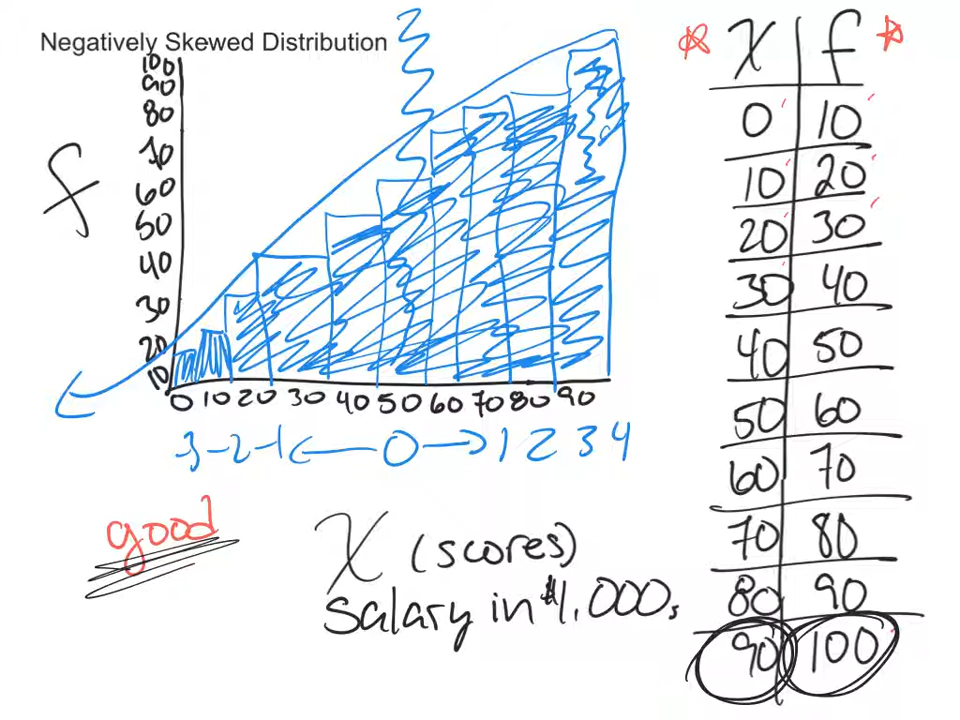 Negatively Skewed Distribution
f
100
90
80
70
60
50
40
30
20
10
0 10 20 30 40 50 60 70 80 90
-3 -2 -1 0 1 2 3 4
good
X (scores)
salary in $1,000s
X f
0 10
10 20
20 30
30 40
40 50
50 60
60 70
70 80
80 90
90 100